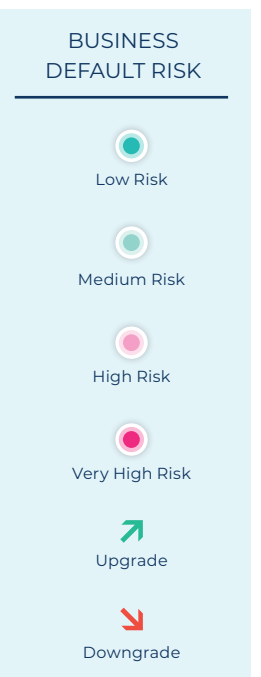 BUSINESS
DEFAULT RISK
Low Risk
Medium Risk
High Risk
Very High Risk
Upgrade
Downgrade